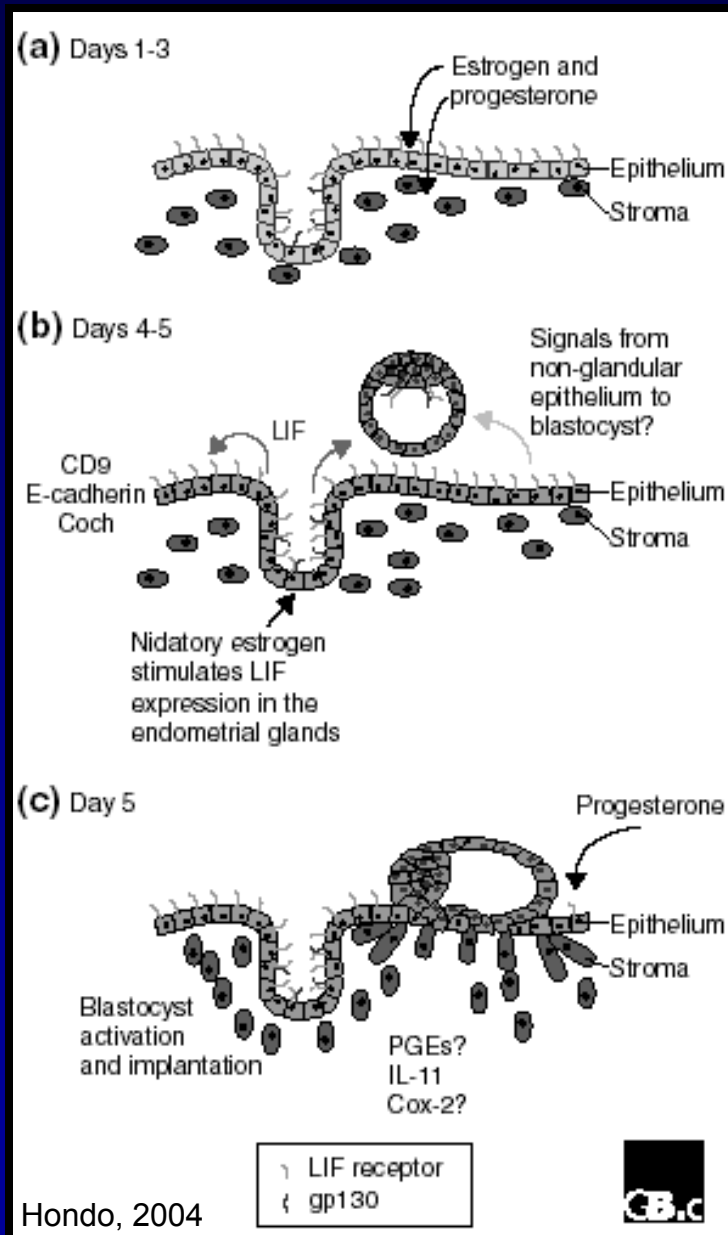 (a) Days 1-3
Estrogen and
progesterone
Epithelium
Stroma
(b) Days 4-5
Signals from
non-glandular
epithelium to
blastocyst?
LIF
CD9
E-cadherin
Coch
Epithelium
Stroma
Nidatory estrogen
stimulates LIF
expression in the
endometrial glands
(c) Day 5
Progesterone
Epithelium
Stroma
Blastocyst
activation
and implantation
PGEs?
IL-11
Cox-2?
LIF receptor
gp130
Hondo, 2004